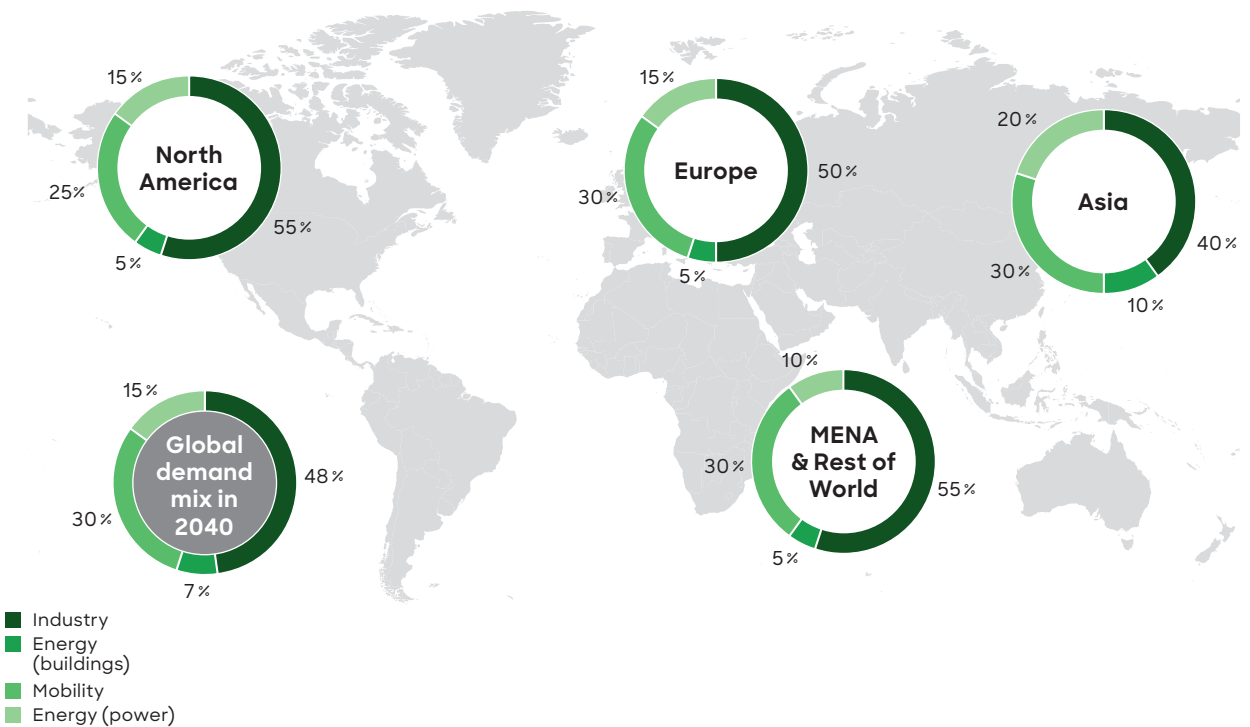 15 %
North
America
25%
55 %
5 %
15 %
Europe
50 %
30 %
5 %
20 %
Asia
40 %
30 %
10 %
15 %
Global
demand
mix in
2040
48 %
30 %
7 %
10 %
MENA
& Rest of
World
30 %
55 %
5 %
Industry
Energy
(buildings)
Mobility
Energy (power)